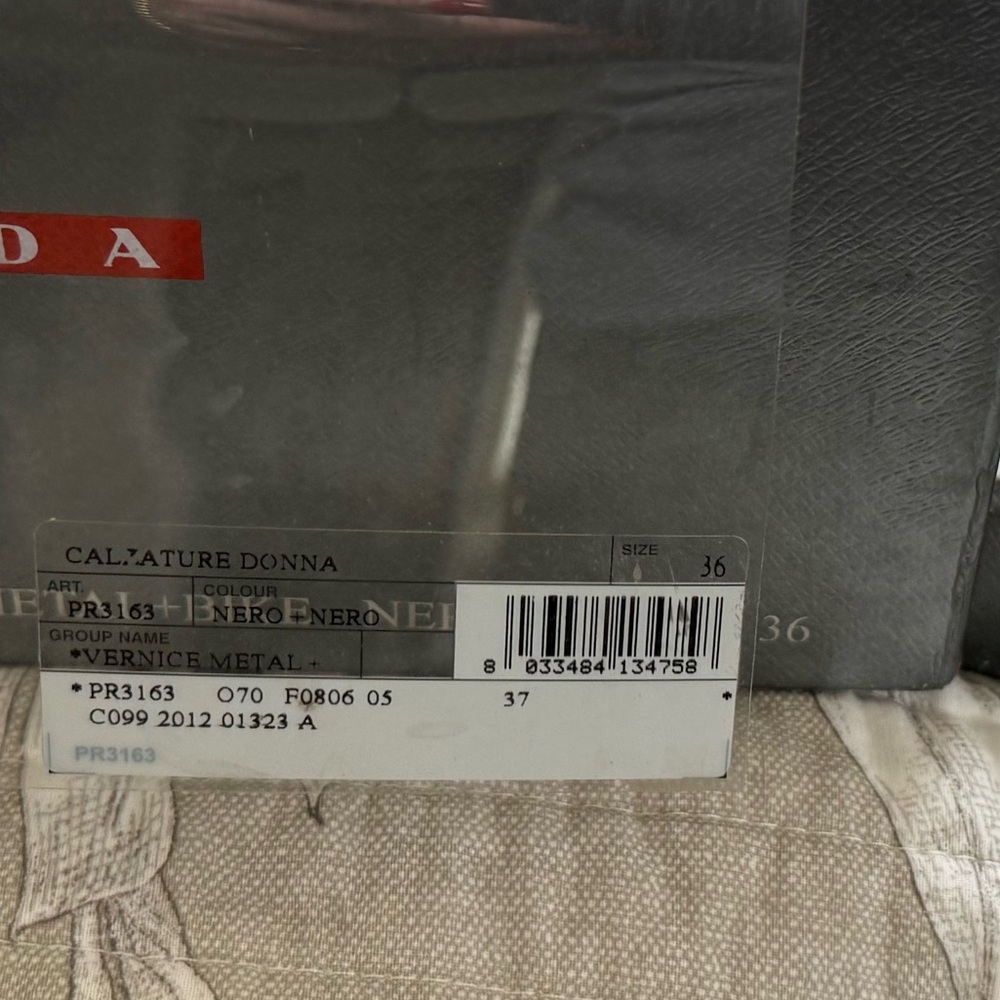 D A
CALZATURE DONNA
SIZE
36
ART.
PR3163
COLOUR
NERO+NERO
GROUP NAME
*VERNICE METAL +
8 033484 134758
36
* PR3163 O70 F0806 05 37 *
C099 2012 01323 A
PR3163